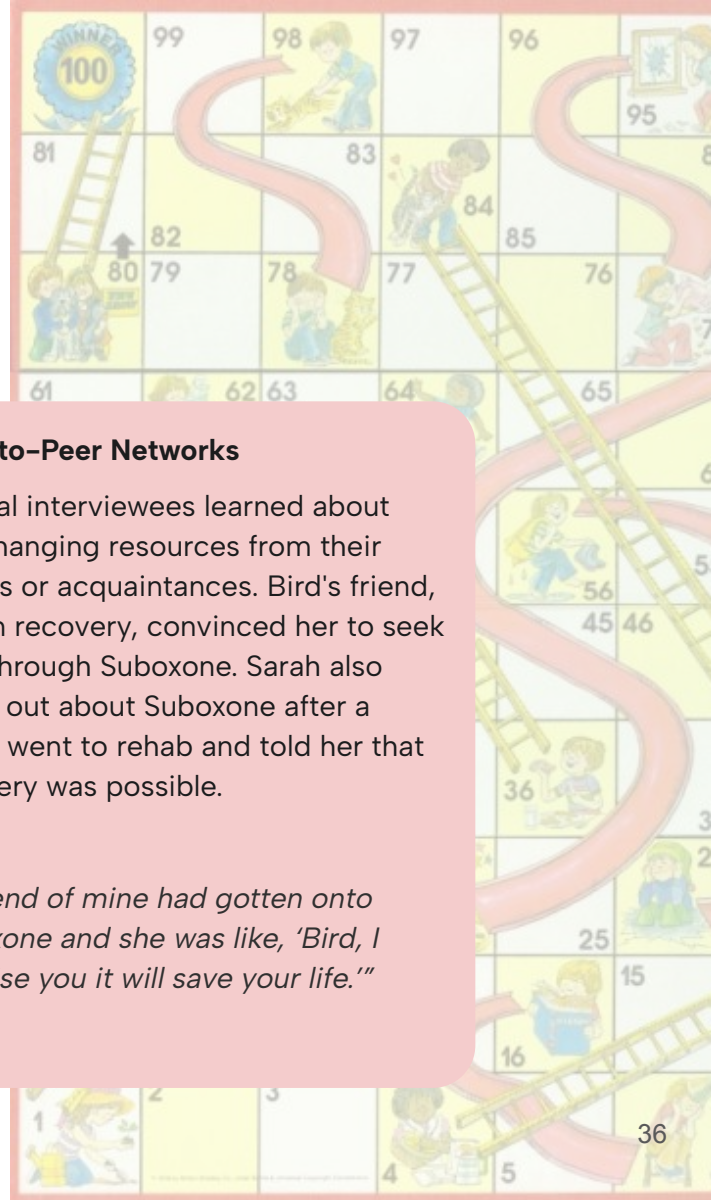 WINNER
100
99
98
97
96
95
81
82
83
84
85
80
79
78
77
76
61
62
63
64
65
to-Peer Networks
al interviewees learned about
hanging resources from their
s or acquaintances. Bird's friend,
n recovery, convinced her to seek
hrough Suboxone. Sarah also
out about Suboxone after a
went to rehab and told her that
ery was possible.
end of mine had gotten onto
xone and she was like, ‘Bird, I
se you it will save your life.’”
56
45
46
36
25
15
16
1
2
3
4
5
36